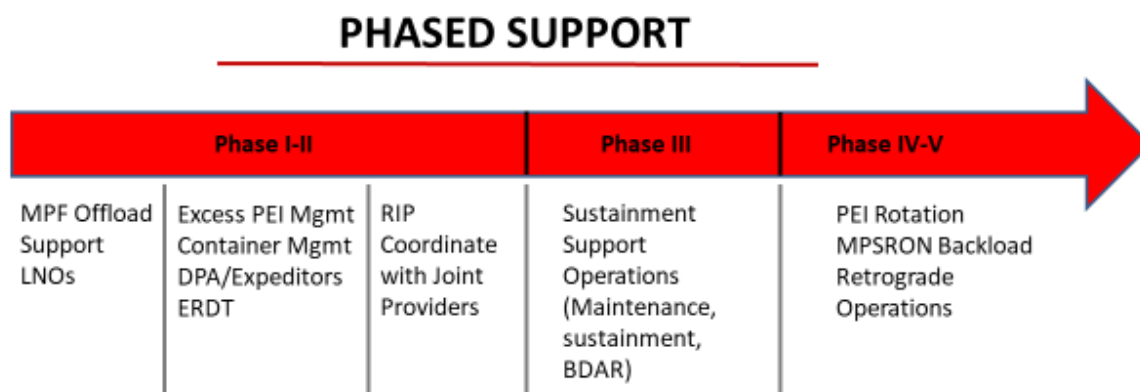 PHASED SUPPORT
Phase I-II
Phase III
Phase IV-V
MPF Offload
Support
LNOs
Excess PEI Mgmt
Container Mgmt
DPA/Expeditors
ERDT
RIP
Coordinate
with Joint
Providers
Sustainment
Support
Operations
(Maintenance,
sustainment,
BDAR)
PEI Rotation
MPSRON Backload
Retrograde
Operations